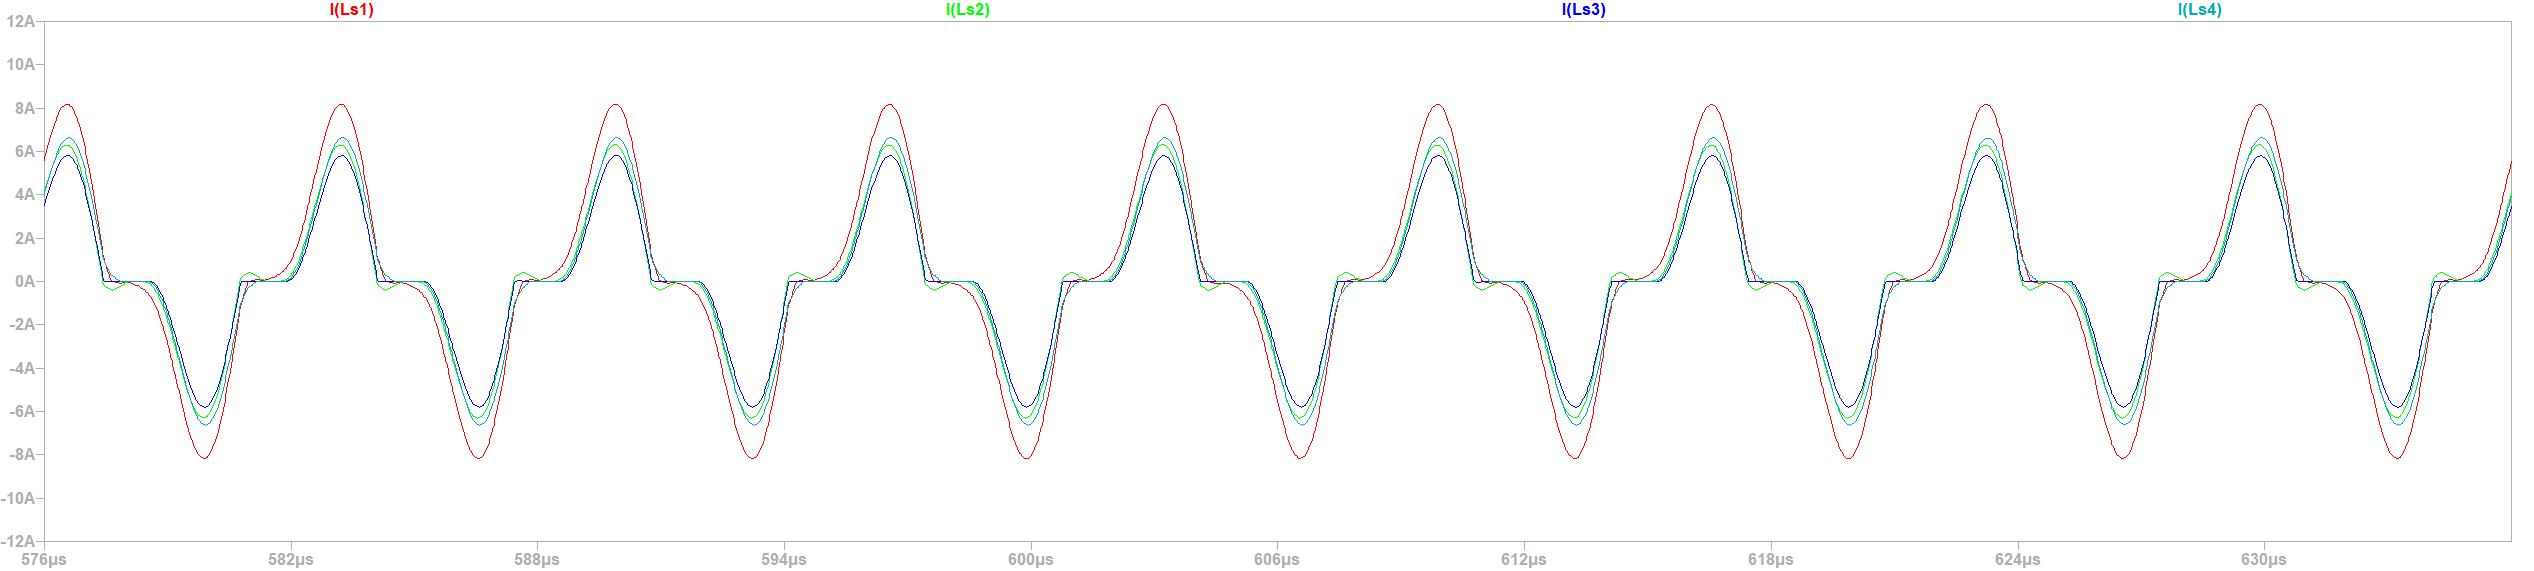 I(Ls1) I(Ls2) I(Ls3) I(Ls4)
12A
10A
8A
6A
4A
2A
0A
-2A
-4A
-6A
-8A
-10A
-12A
576µs 582µs 588µs 594µs 600µs 606µs 612µs 618µs 624µs 630µs